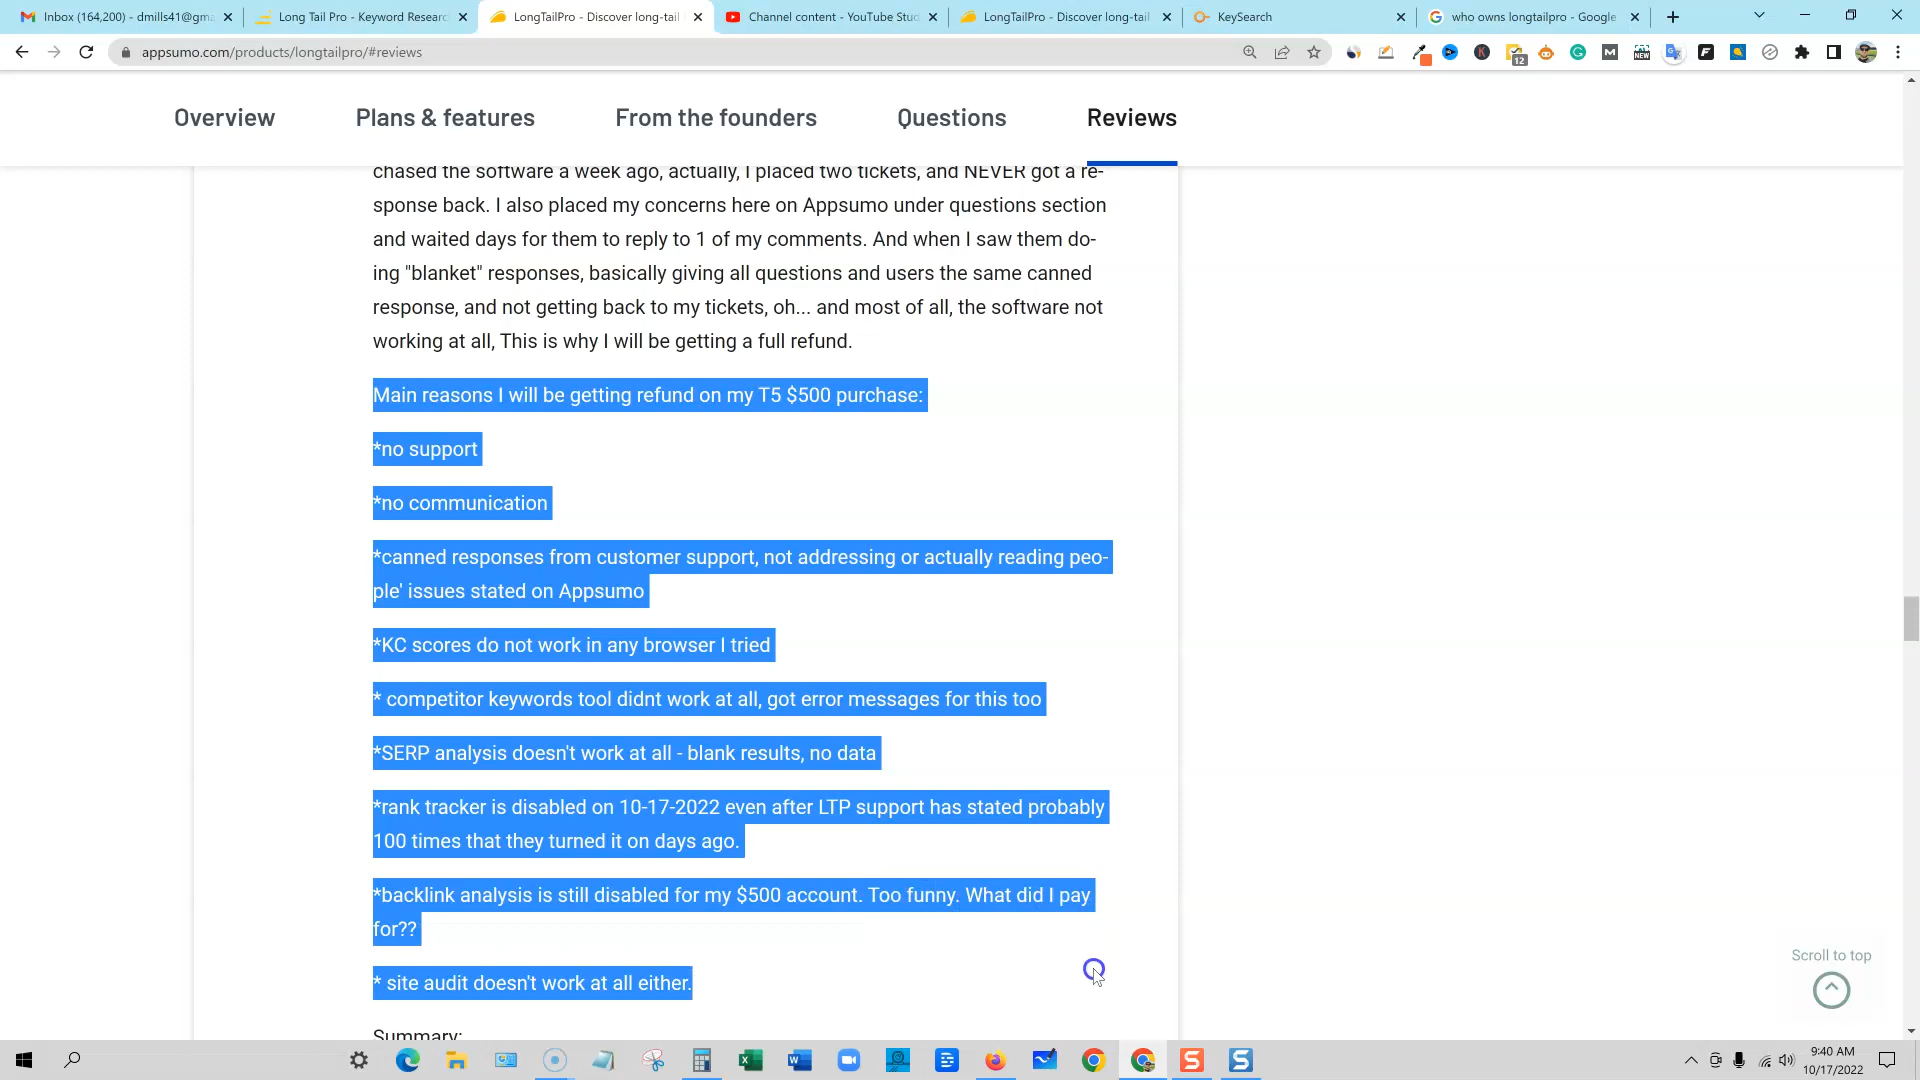 Inbox (164,200) - dmills41@gma
Long Tail Pro - Keyword Researc
LongTailPro - Discover long-tail
Channel content - YouTube Stud
LongTailPro - Discover long-tail
KeySearch
who owns longtailpro - Google
appsumo.com/products/longtailpro/#reviews
12
NEW
Overview
Plans & features
From the founders
Questions
Reviews
chased the software a week ago, actually, I placed two tickets, and NEVER got a re-
sponse back. I also placed my concerns here on Appsumo under questions section
and waited days for them to reply to 1 of my comments. And when I saw them do-
ing "blanket" responses, basically giving all questions and users the same canned
response, and not getting back to my tickets, oh... and most of all, the software not
working at all, This is why I will be getting a full refund.
Main reasons I will be getting refund on my T5 $500 purchase:
*no support
*no communication
*canned responses from customer support, not addressing or actually reading peo-
ple' issues stated on Appsumo
*KC scores do not work in any browser I tried
* competitor keywords tool didnt work at all, got error messages for this too
*SERP analysis doesn't work at all - blank results, no data
*rank tracker is disabled on 10-17-2022 even after LTP support has stated probably
100 times that they turned it on days ago.
*backlink analysis is still disabled for my $500 account. Too funny. What did I pay
for??
* site audit doesn't work at all either.
Summary:
Scroll to top
9:40 AM
10/17/2022